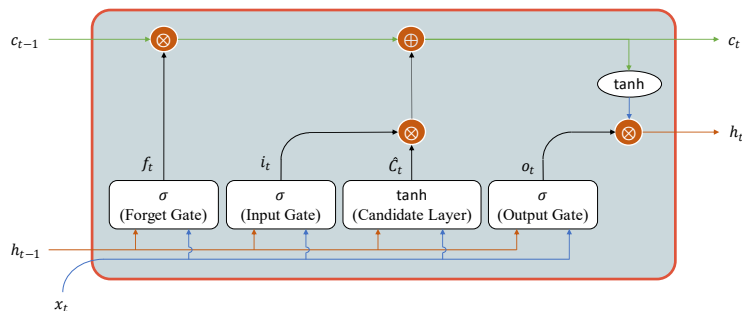 c_{t-1}
⊗
⊕
c_t
tanh
⊗
⊗
h_t
f_t
i_t
Ĉ_t
o_t
σ
(Forget Gate)
σ
(Input Gate)
tanh
(Candidate Layer)
σ
(Output Gate)
h_{t-1}
x_t